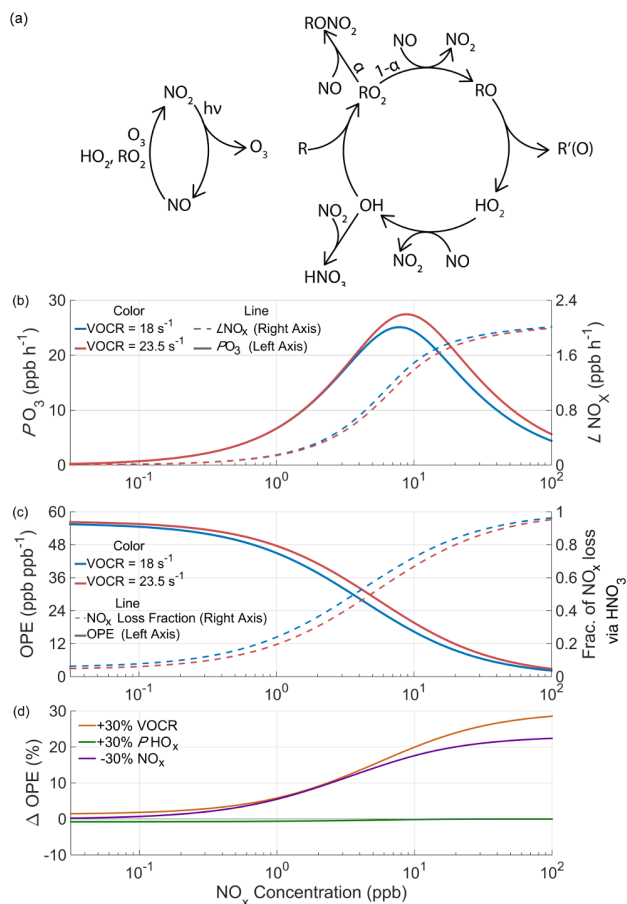 (a)
RONO₂
NO
NO₂
α
1-α
NO
RO₂
RO
NO₂
hν
O₃
HO₂, RO₂
O₃
R
R'(O)
NO
NO₂
OH
HO₂
HNO₃
NO₂
NO
(b)
30
20
10
0
PO₃ (ppb h⁻¹)
Color
VOCR = 18 s⁻¹
VOCR = 23.5 s⁻¹
Line
LNOₓ (Right Axis)
PO₃ (Left Axis)
2.4
1.6
0.8
0
L NOₓ (ppb h⁻¹)
10⁻¹ 10⁰ 10¹ 10²
(c)
60
48
36
24
12
0
OPE (ppb ppb⁻¹)
Color
VOCR = 18 s⁻¹
VOCR = 23.5 s⁻¹
Line
NOₓ Loss Fraction (Right Axis)
OPE (Left Axis)
1
0.8
0.6
0.4
0.2
0
Frac. of NOₓ loss
via HNO₃
10⁻¹ 10⁰ 10¹ 10²
(d)
30
20
10
0
-10
Δ OPE (%)
+30% VOCR
+30% PHOₓ
-30% NOₓ
10⁻¹ 10⁰ 10¹ 10²
NOₓ Concentration (ppb)